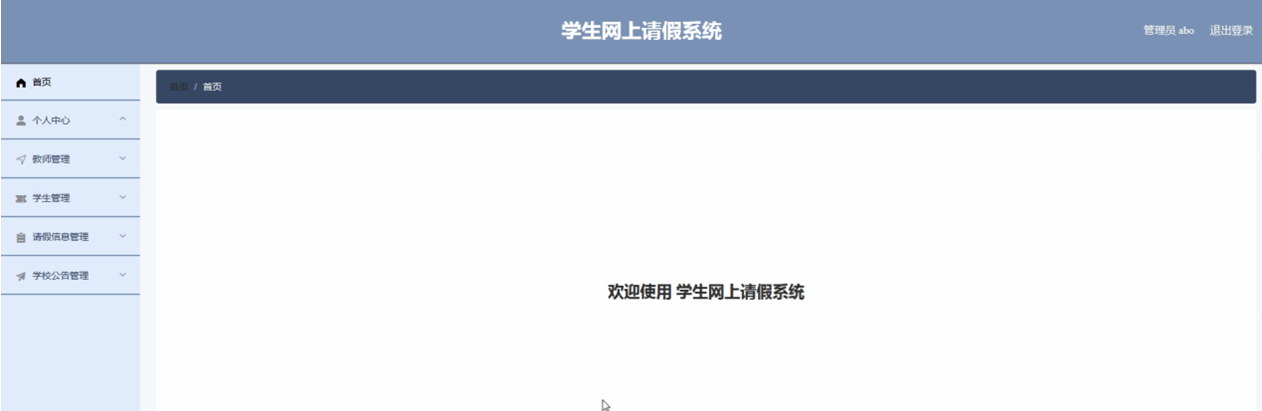 学生网上请假系统
管理员 abo 退出登录
首页
首页 / 首页
个人中心
教师管理
学生管理
请假信息管理
学校公告管理
欢迎使用 学生网上请假系统